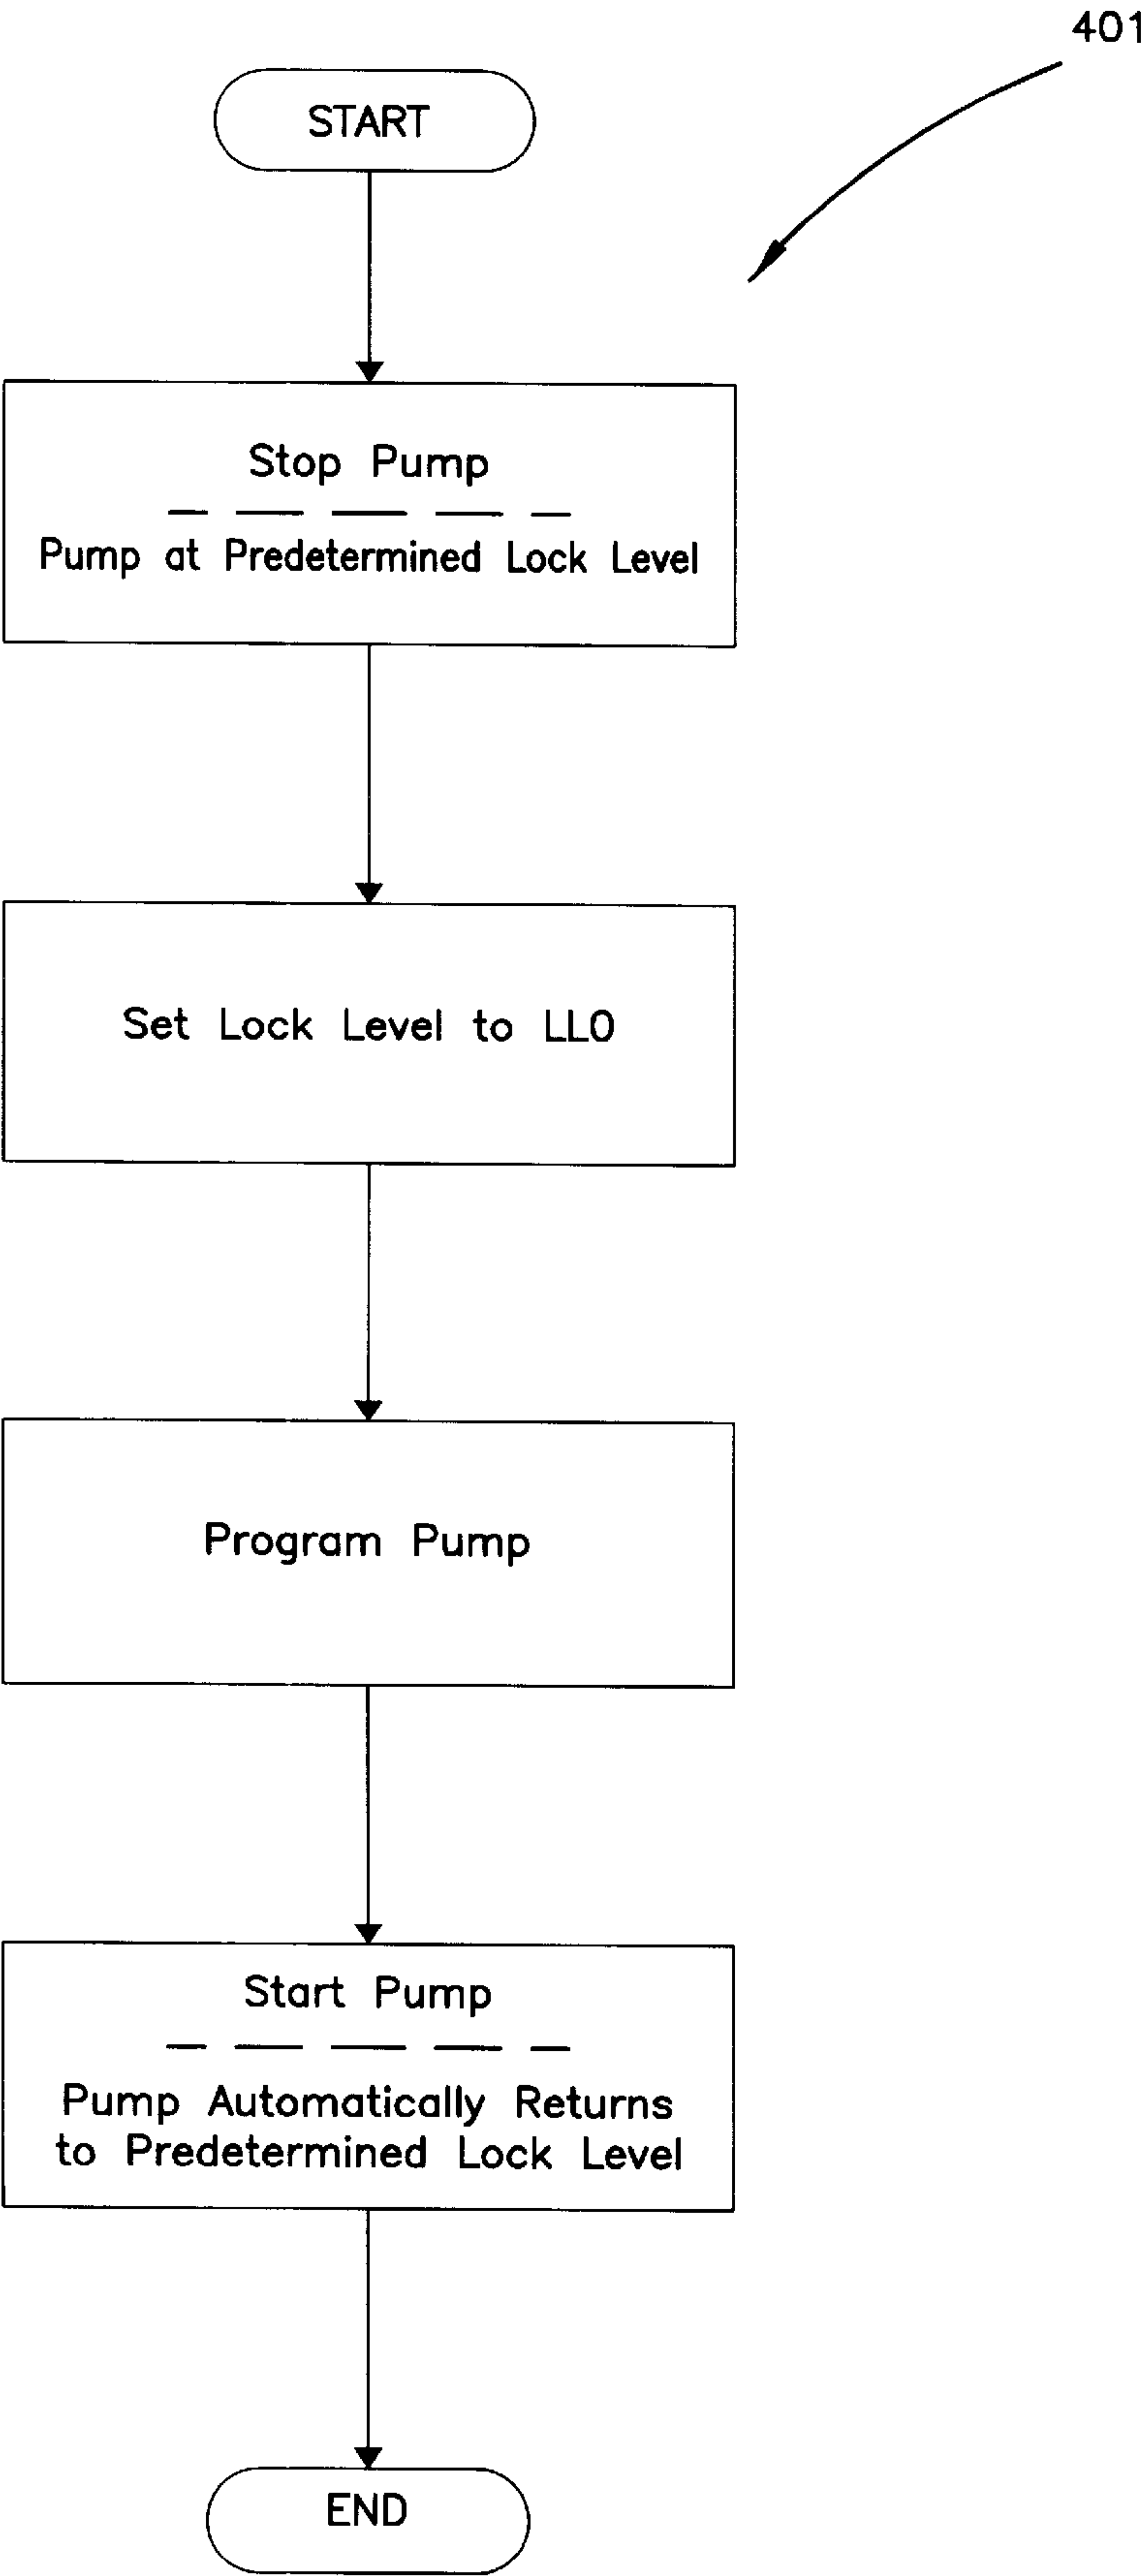 401
START
Stop Pump
Pump at Predetermined Lock Level
Set Lock Level to LL0
Program Pump
Start Pump
Pump Automatically Returns
to Predetermined Lock Level
END